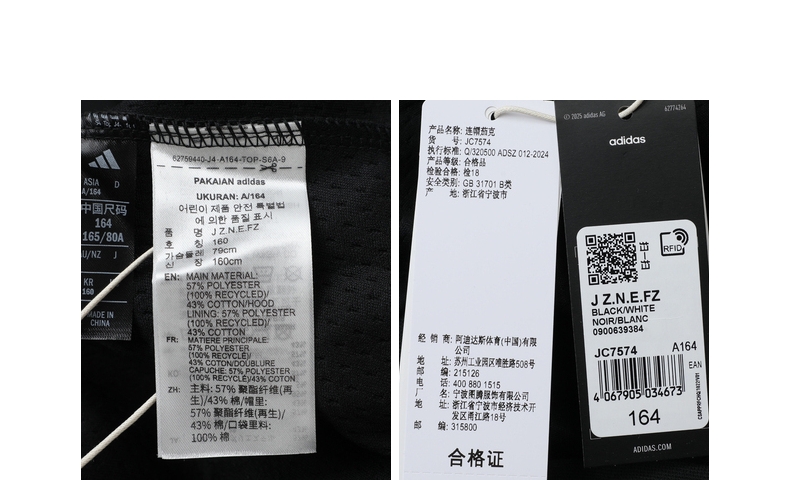 62759440-J4-A164-TOP-S6A-9
PAKAIAN adidas
UKURAN: A/164
어린이 제품 안전 특별법
에 의한 품질 표시
품 명 J Z.N.E.FZ
호 칭 160
가슴둘레 79cm
신 장 160cm
EN: MAIN MATERIAL:
57% POLYESTER
(100% RECYCLED)/
43% COTTON/HOOD
LINING: 57% POLYESTER
(100% RECYCLED)/
43% COTTON
FR: MATIERE PRINCIPALE:
57% POLYESTER
(100% RECYCLE)/
43% COTON/DOUBLURE
CAPUCHE: 57% POLYESTER
(100% RECYCLE)/43% COTON
ZH: 主料: 57% 聚酯纤维(再
生)/43% 棉/帽里:
57% 聚酯纤维(再生)/
43% 棉/口袋里料:
100% 棉
ASIA D
A/164
中国尺码
164
165/80A
AU/NZ J
KR
160
MADE IN
CHINA
产品名称: 连帽茄克
货 号: JC7574
执行标准: Q/320500 ADSZ 012-2024
产品等级: 合格品
检验合格: 检18
安全类别: GB 31701 B类
产 地: 浙江省宁波市
经 销 商: 阿迪达斯体育(中国)有限
公司
地 址: 苏州工业园区唯胜路508号
邮 编: 215126
电 话: 400 880 1515
厂 名: 宁波图腾服饰有限公司
地 址: 浙江省宁波市经济技术开
发区甬江路18号
邮 编: 315800
合格证
© 2025 adidas AG
62774264
adidas
RFID
J Z.N.E.FZ
BLACK/WHITE
NOIR/BLANC
0900639384
JC7574 A164
EAN
4 067905 034673
164
ADIDAS.COM